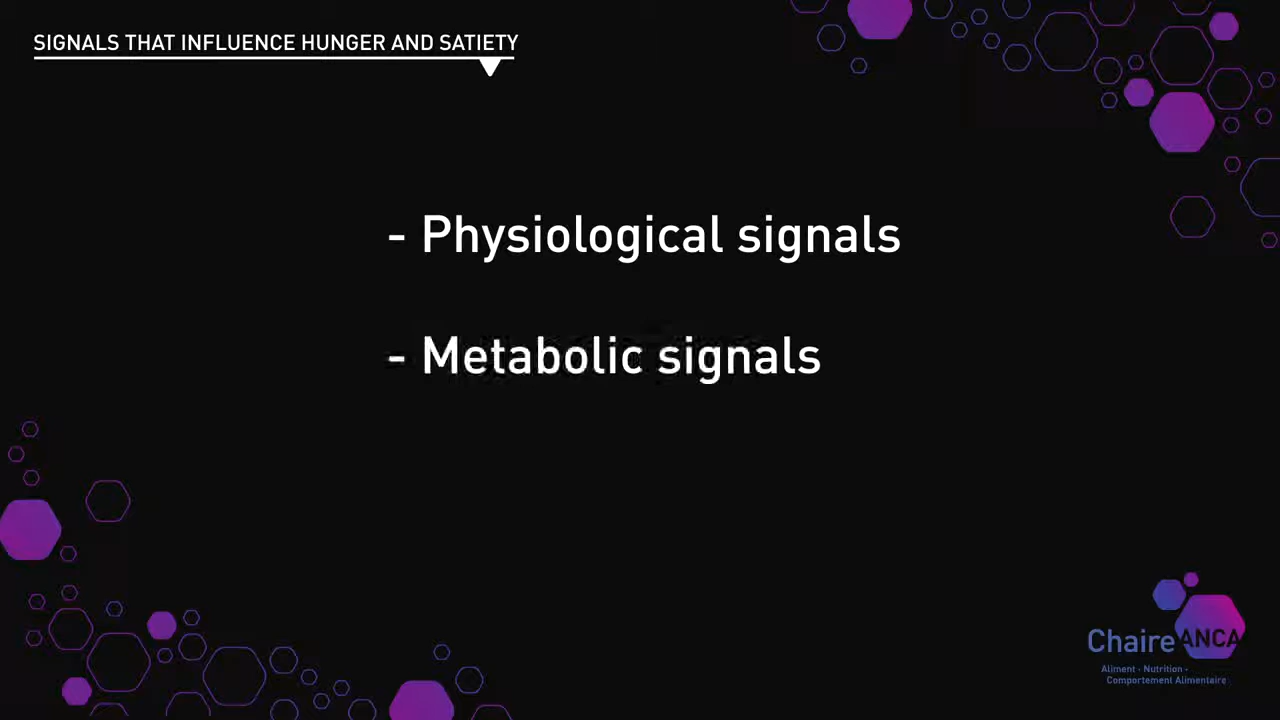 SIGNALS THAT INFLUENCE HUNGER AND SATIETY
- Physiological signals
- Metabolic signals
Chaire ANCA
Aliment - Nutrition -
Comportement Alimentaire